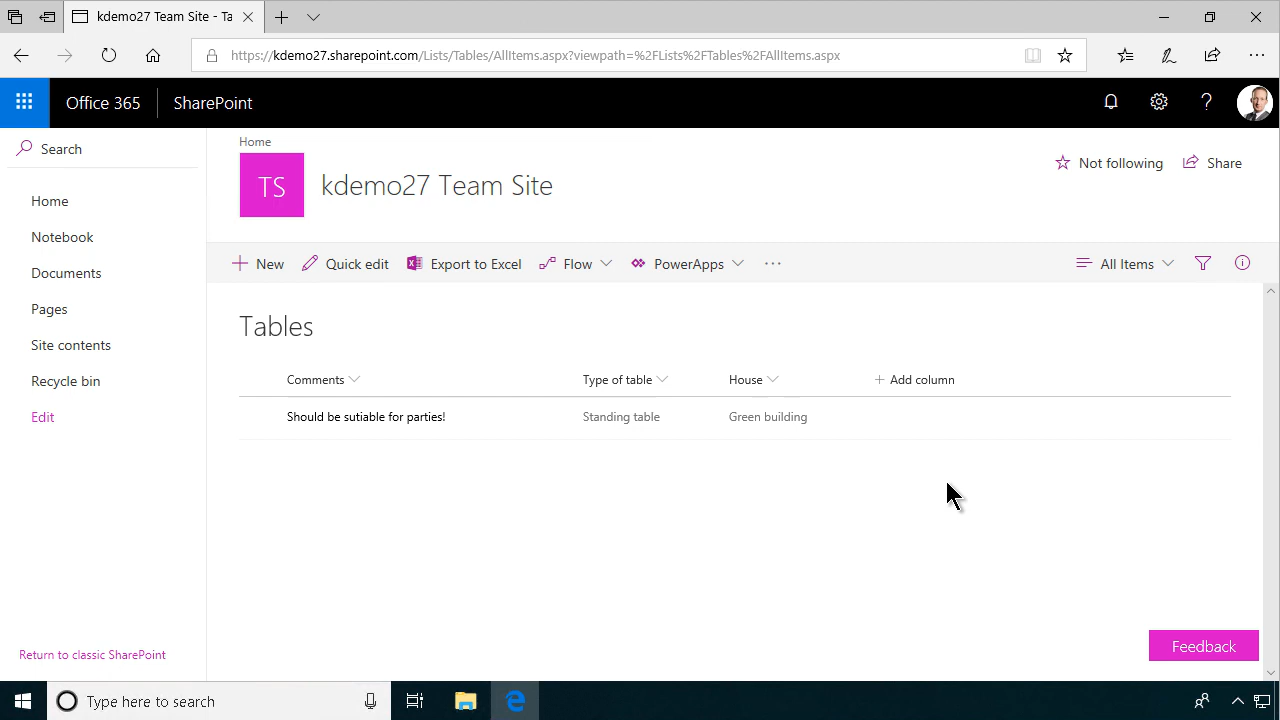 kdemo27 Team Site - Ta
https://kdemo27.sharepoint.com/Lists/Tables/AllItems.aspx?viewpath=%2FLists%2FTables%2FAllItems.aspx
Office 365
SharePoint
Search
Home
Notebook
Documents
Pages
Site contents
Recycle bin
Edit
Return to classic SharePoint
Home
TS
kdemo27 Team Site
Not following
Share
New
Quick edit
Export to Excel
Flow
PowerApps
All Items
Tables
Comments Type of table House Add column
Should be sutiable for parties! Standing table Green building
Feedback
Type here to search